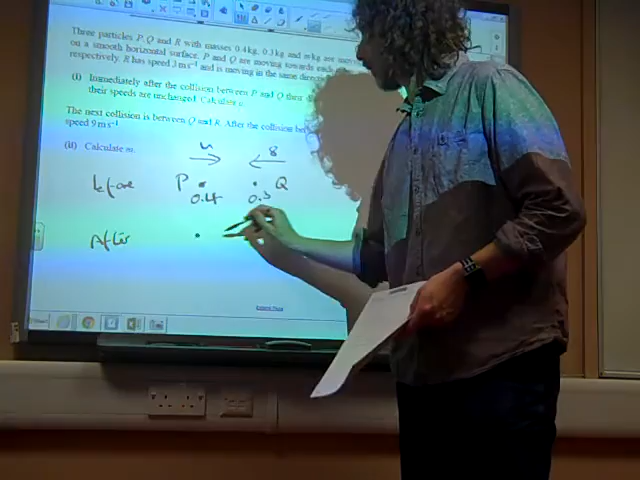 Three particles P, Q and R with masses 0.4 kg, 0.3 kg and m kg are moving
on a smooth horizontal surface. P and Q are moving towards each
respectively. R has speed 3 m s⁻¹ and is moving in the same direction
(i) Immediately after the collision between P and Q their
their speeds are unchanged. Calculate
The next collision is between Q and R. After the collision
speed 9 m s⁻¹
(ii) Calculate m.
u 8
before P Q
0.4 0.3
After